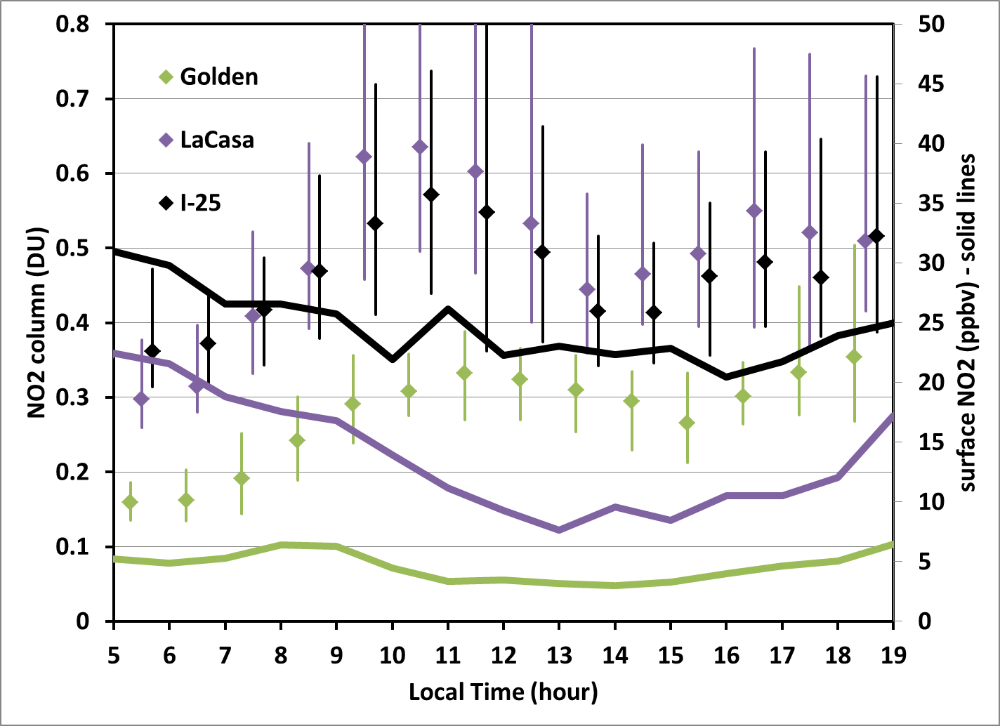 0.8
0.7
0.6
0.5
0.4
0.3
0.2
0.1
0
NO2 column (DU)
Golden
LaCasa
I-25
50
45
40
35
30
25
20
15
10
5
0
surface NO2 (ppbv) - solid lines
5 6 7 8 9 10 11 12 13 14 15 16 17 18 19
Local Time (hour)